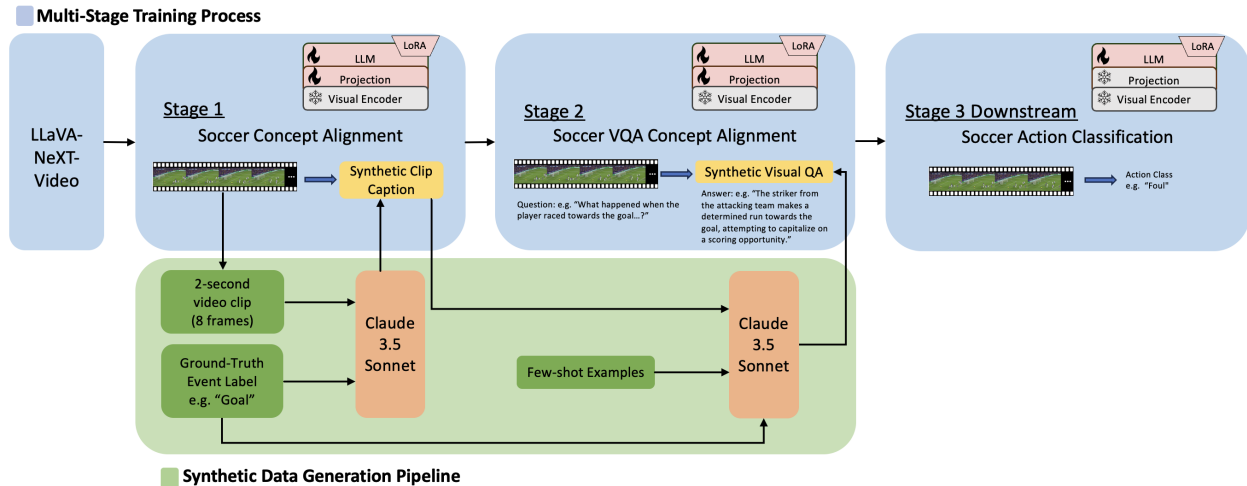 Multi-Stage Training Process
LLaVA-
NeXT-
Video
LoRA
LLM
Projection
Visual Encoder
Stage 1
Soccer Concept Alignment
...
Synthetic Clip
Caption
LoRA
LLM
Projection
Visual Encoder
Stage 2
Soccer VQA Concept Alignment
...
Synthetic Visual QA
Question: e.g. “What happened when the
player raced towards the goal…?”
Answer: e.g. “The striker from
the attacking team makes a
determined run towards the
goal, attempting to capitalize on
a scoring opportunity.”
LoRA
LLM
Projection
Visual Encoder
Stage 3 Downstream
Soccer Action Classification
...
Action Class
e.g. “Foul”
2-second
video clip
(8 frames)
Ground-Truth
Event Label
e.g. “Goal”
Claude
3.5
Sonnet
Few-shot Examples
Claude
3.5
Sonnet
Synthetic Data Generation Pipeline